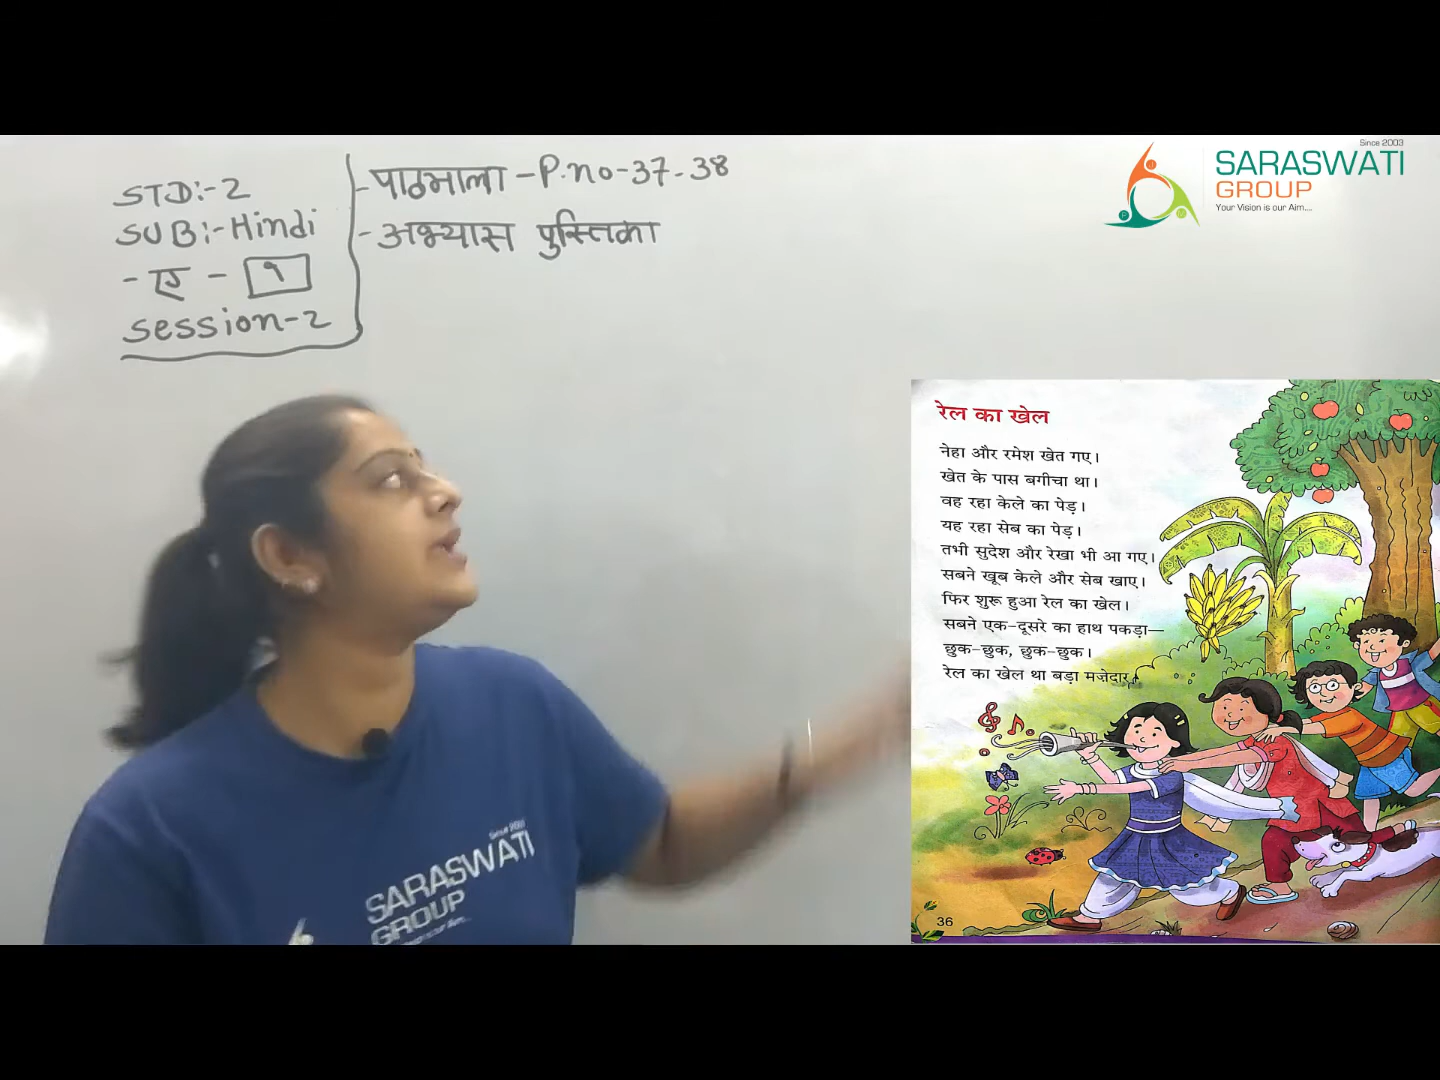 STD:-2
SUB:-Hindi
- ए - १
Session-2
-पाठमाला-P.no-37-38
-अभ्यास पुस्तिका
Since 2003
SARASWATI
GROUP
Your Vision is our Aim....
रेल का खेल
नेहा और रमेश खेत गए।
खेत के पास बगीचा था।
वह रहा केले का पेड़।
यह रहा सेब का पेड़।
तभी सुदेश और रेखा भी आ गए।
सबने खूब केले और सेब खाए।
फिर शुरू हुआ रेल का खेल।
सबने एक-दूसरे का हाथ पकड़ा—
छुक-छुक, छुक-छुक।
रेल का खेल था बड़ा मज़ेदार।
36
Since 2003
SARASWATI
GROUP